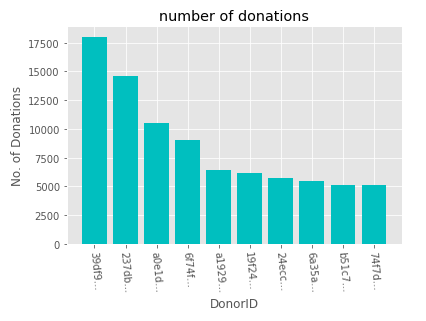 number of donations
No. of Donations
17500
15000
12500
10000
7500
5000
2500
0
39df9...
237db...
a0e1d...
6f74f...
a1929...
19f24...
24ecc...
6a35a...
b51c7...
74f7d...
DonorID